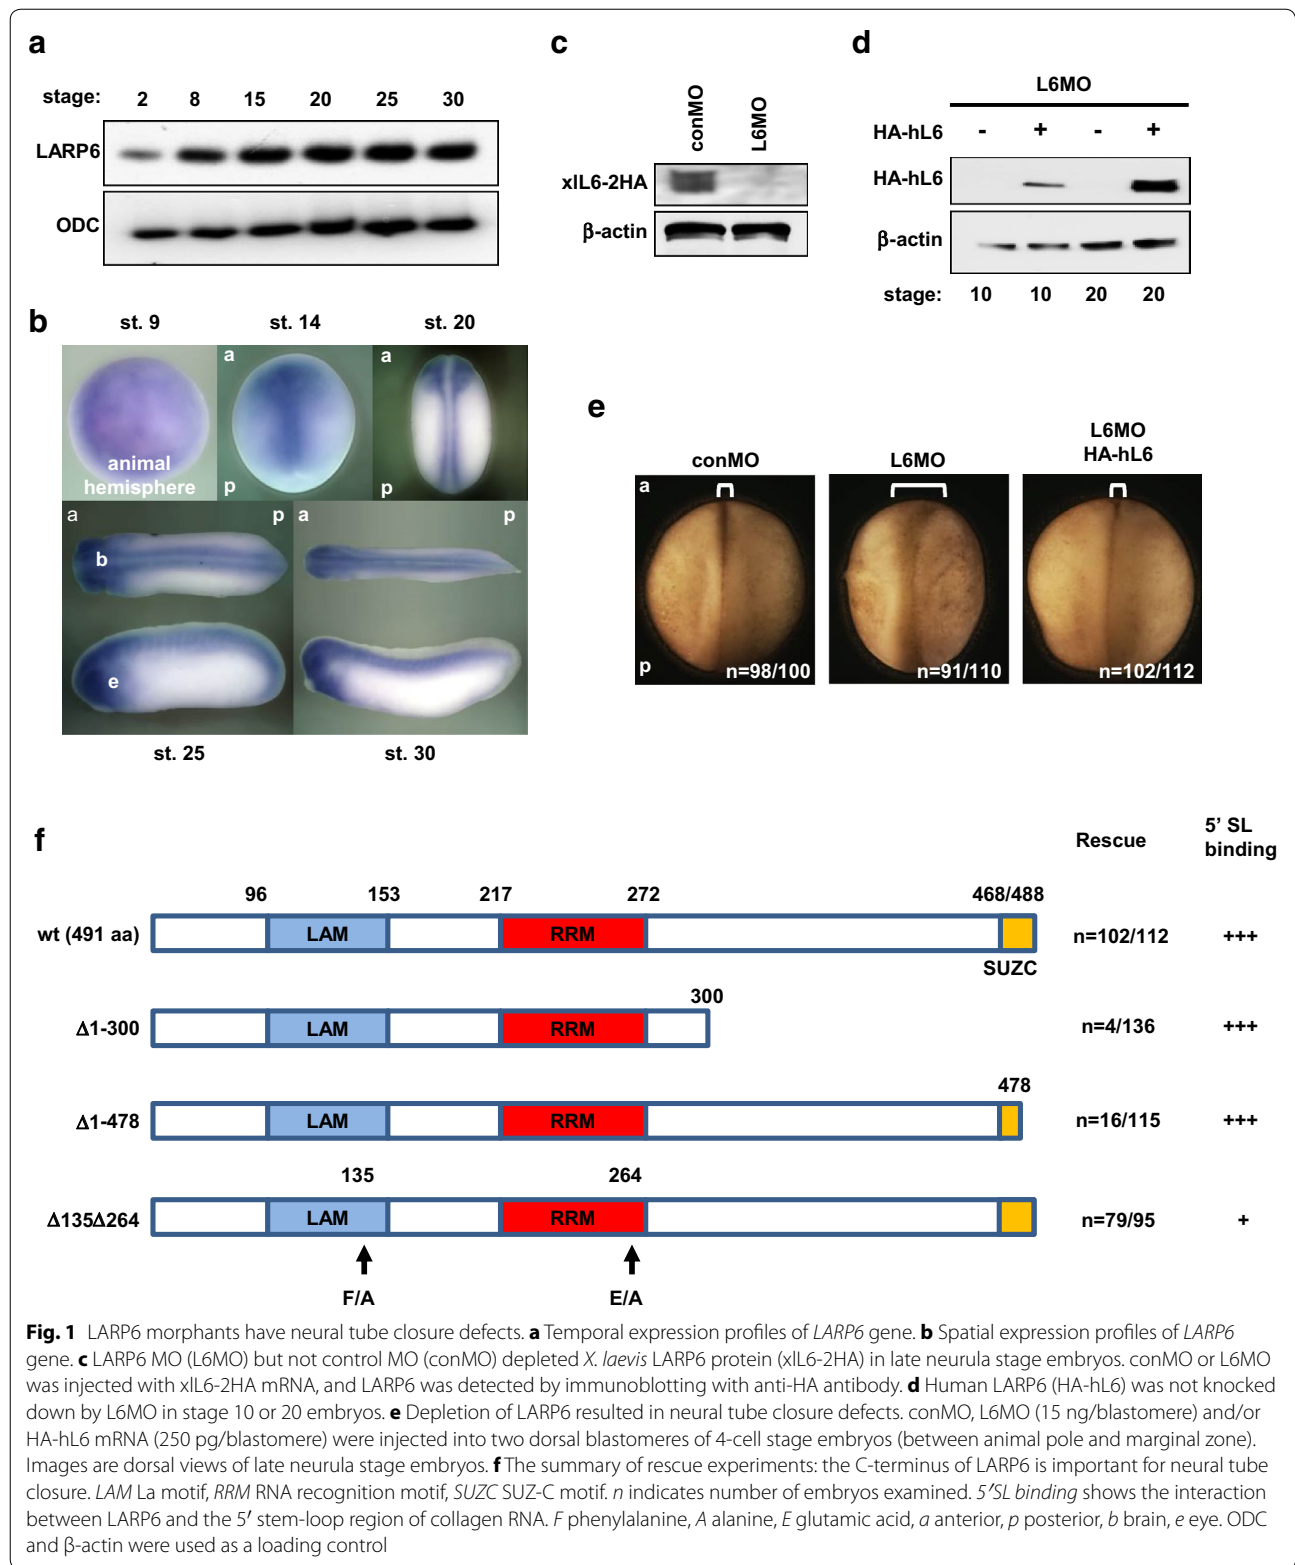 a
stage: 2 8 15 20 25 30
LARP6
ODC
b
st. 9 st. 14 st. 20
a a
animal
hemisphere p p
a p a p
b
e
st. 25 st. 30
c
conMO L6MO
xlL6-2HA
β-actin
d
L6MO
HA-hL6 - + - +
HA-hL6
β-actin
stage: 10 10 20 20
e
L6MO
conMO L6MO HA-hL6
a
p n=98/100 n=91/110 n=102/112
f
Rescue 5’ SL
binding
96 153 217 272 468/488
wt (491 aa) LAM RRM n=102/112 +++
SUZC
300
Δ1-300 LAM RRM n=4/136 +++
478
Δ1-478 LAM RRM n=16/115 +++
135 264
Δ135Δ264 LAM RRM n=79/95 +
F/A E/A
Fig. 1 LARP6 morphants have neural tube closure defects. a Temporal expression profiles of LARP6 gene. b Spatial expression profiles of LARP6
gene. c LARP6 MO (L6MO) but not control MO (conMO) depleted X. laevis LARP6 protein (xlL6-2HA) in late neurula stage embryos. conMO or L6MO
was injected with xlL6-2HA mRNA, and LARP6 was detected by immunoblotting with anti-HA antibody. d Human LARP6 (HA-hL6) was not knocked
down by L6MO in stage 10 or 20 embryos. e Depletion of LARP6 resulted in neural tube closure defects. conMO, L6MO (15 ng/blastomere) and/or
HA-hL6 mRNA (250 pg/blastomere) were injected into two dorsal blastomeres of 4-cell stage embryos (between animal pole and marginal zone).
Images are dorsal views of late neurula stage embryos. f The summary of rescue experiments: the C-terminus of LARP6 is important for neural tube
closure. LAM La motif, RRM RNA recognition motif, SUZC SUZ-C motif. n indicates number of embryos examined. 5′SL binding shows the interaction
between LARP6 and the 5′ stem-loop region of collagen RNA. F phenylalanine, A alanine, E glutamic acid, a anterior, p posterior, b brain, e eye. ODC
and β-actin were used as a loading control